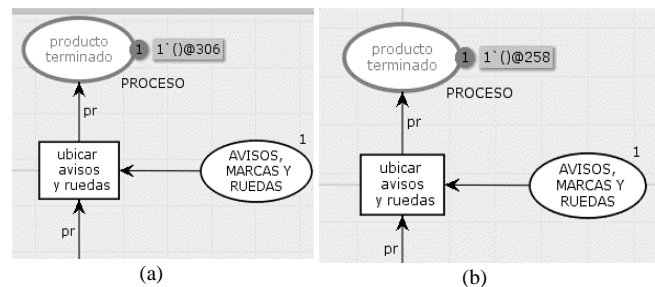 producto
terminado
1
1`()@306
PROCESO
pr
ubicar
avisos
y ruedas
1
AVISOS,
MARCAS Y
RUEDAS
pr
(a)
producto
terminado
1
1`()@258
PROCESO
pr
ubicar
avisos
y ruedas
1
AVISOS,
MARCAS Y
RUEDAS
pr
(b)